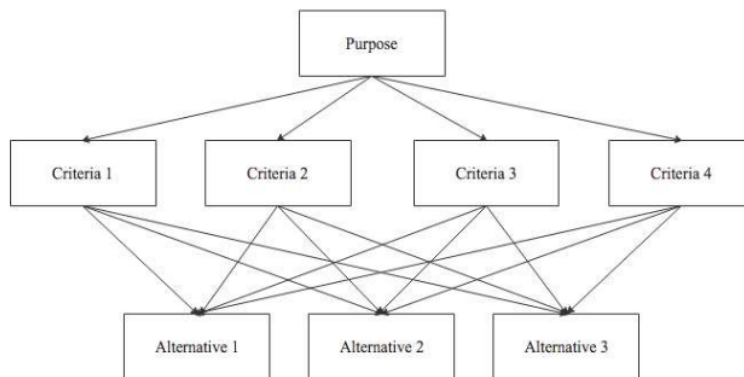 Purpose
Criteria 1
Criteria 2
Criteria 3
Criteria 4
Alternative 1
Alternative 2
Alternative 3